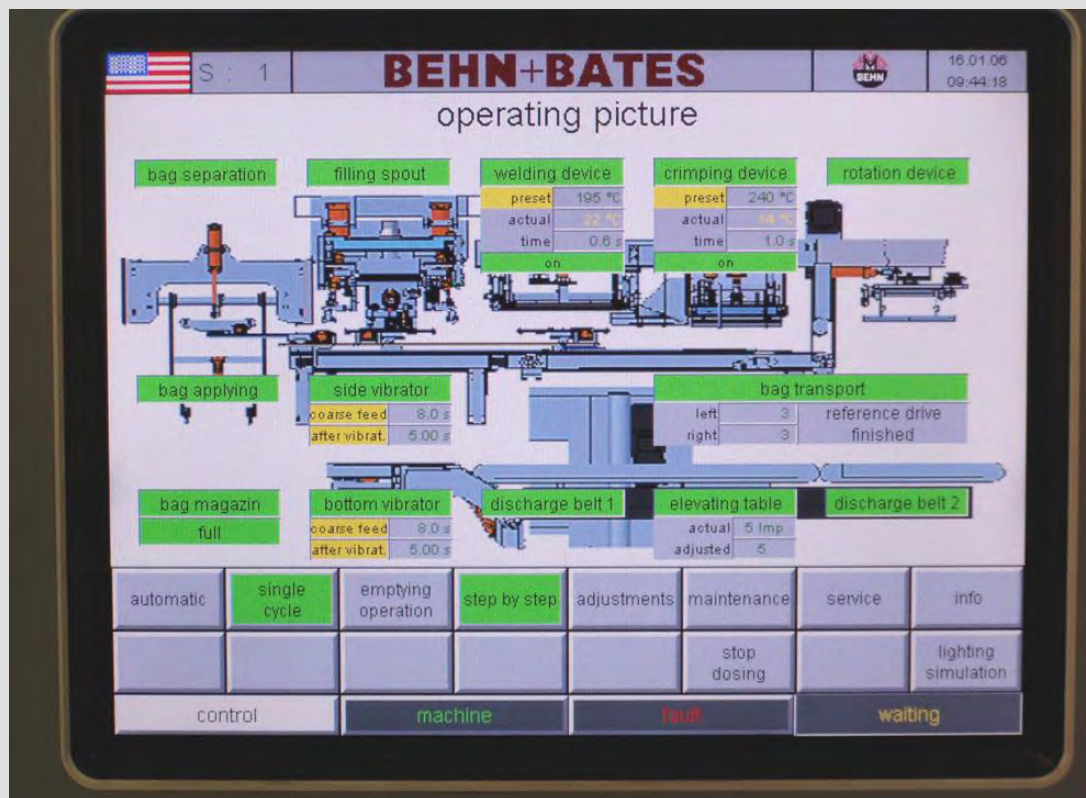 S : 1
BEHN+BATES
BEHN
16.01.06
09:44:18
operating picture
bag separation
filling spout
welding device
preset 195 °C
actual 22 °C
time 0.6 s
on
crimping device
preset 240 °C
actual 14 °C
time 1.0 s
on
rotation device
bag applying
side vibrator
coarse feed 8.0 s
after vibrat. 5.00 s
bag transport
left 3 reference drive
right 3 finished
bag magazin
full
bottom vibrator
coarse feed 8.0 s
after vibrat. 5.00 s
discharge belt 1
elevating table
actual 5 Imp
adjusted 5
discharge belt 2
automatic
single
cycle
emptying
operation
step by step
adjustments
maintenance
service
info
stop
dosing
lighting
simulation
control
machine
fault
waiting